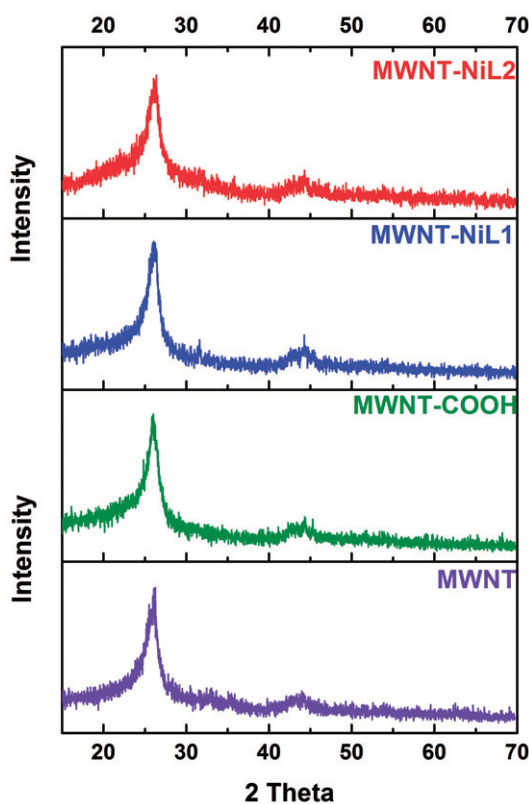 20 30 40 50 60 70
MWNT-NiL2
Intensity
MWNT-NiL1
MWNT-COOH
Intensity
MWNT
20 30 40 50 60 70
2 Theta